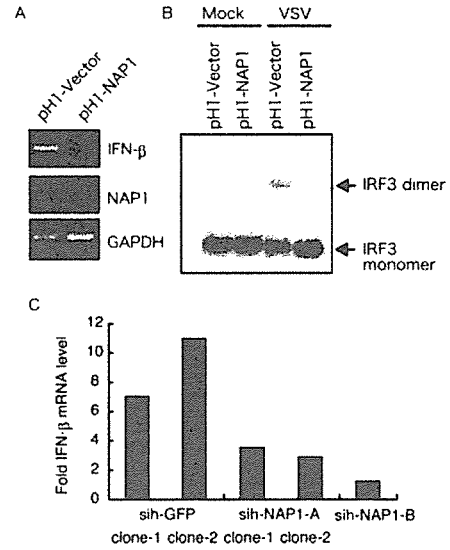 A
pH1-Vector
pH1-NAP1
IFN-β
NAP1
GAPDH
B
Mock VSV
pH1-Vector
pH1-NAP1
pH1-Vector
pH1-NAP1
IRF3 dimer
IRF3
monomer
C
Fold IFN-β mRNA level
12
10
8
6
4
2
0
sih-GFP sih-NAP1-A sih-NAP1-B
clone-1 clone-2 clone-1 clone-2